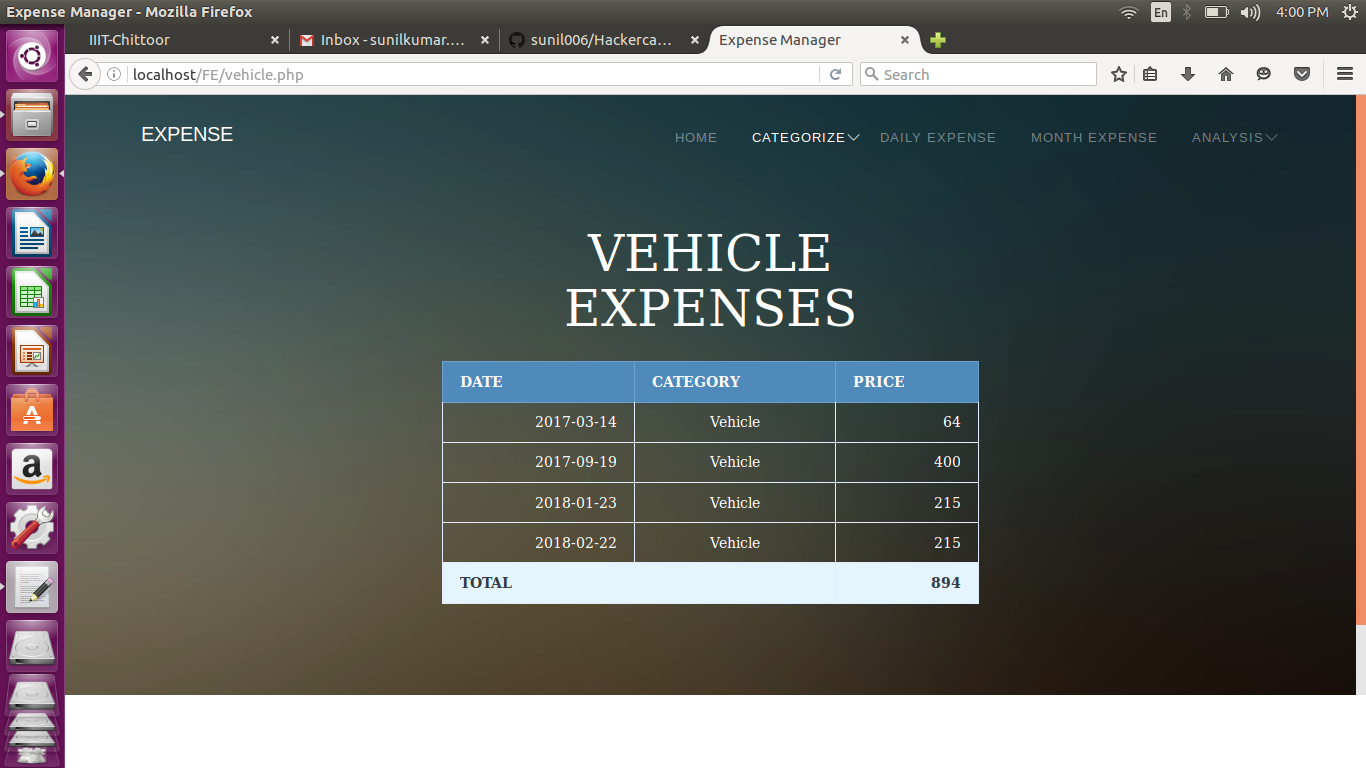 Expense Manager - Mozilla Firefox
En
4:00 PM
IIIT-Chittoor
Inbox - sunilkumar....
sunil006/Hackerca...
Expense Manager
localhost/FE/vehicle.php
Search
EXPENSE
HOME
CATEGORIZE
DAILY EXPENSE
MONTH EXPENSE
ANALYSIS
VEHICLE
EXPENSES
DATE CATEGORY PRICE
2017-03-14 Vehicle 64
2017-09-19 Vehicle 400
2018-01-23 Vehicle 215
2018-02-22 Vehicle 215
TOTAL 894